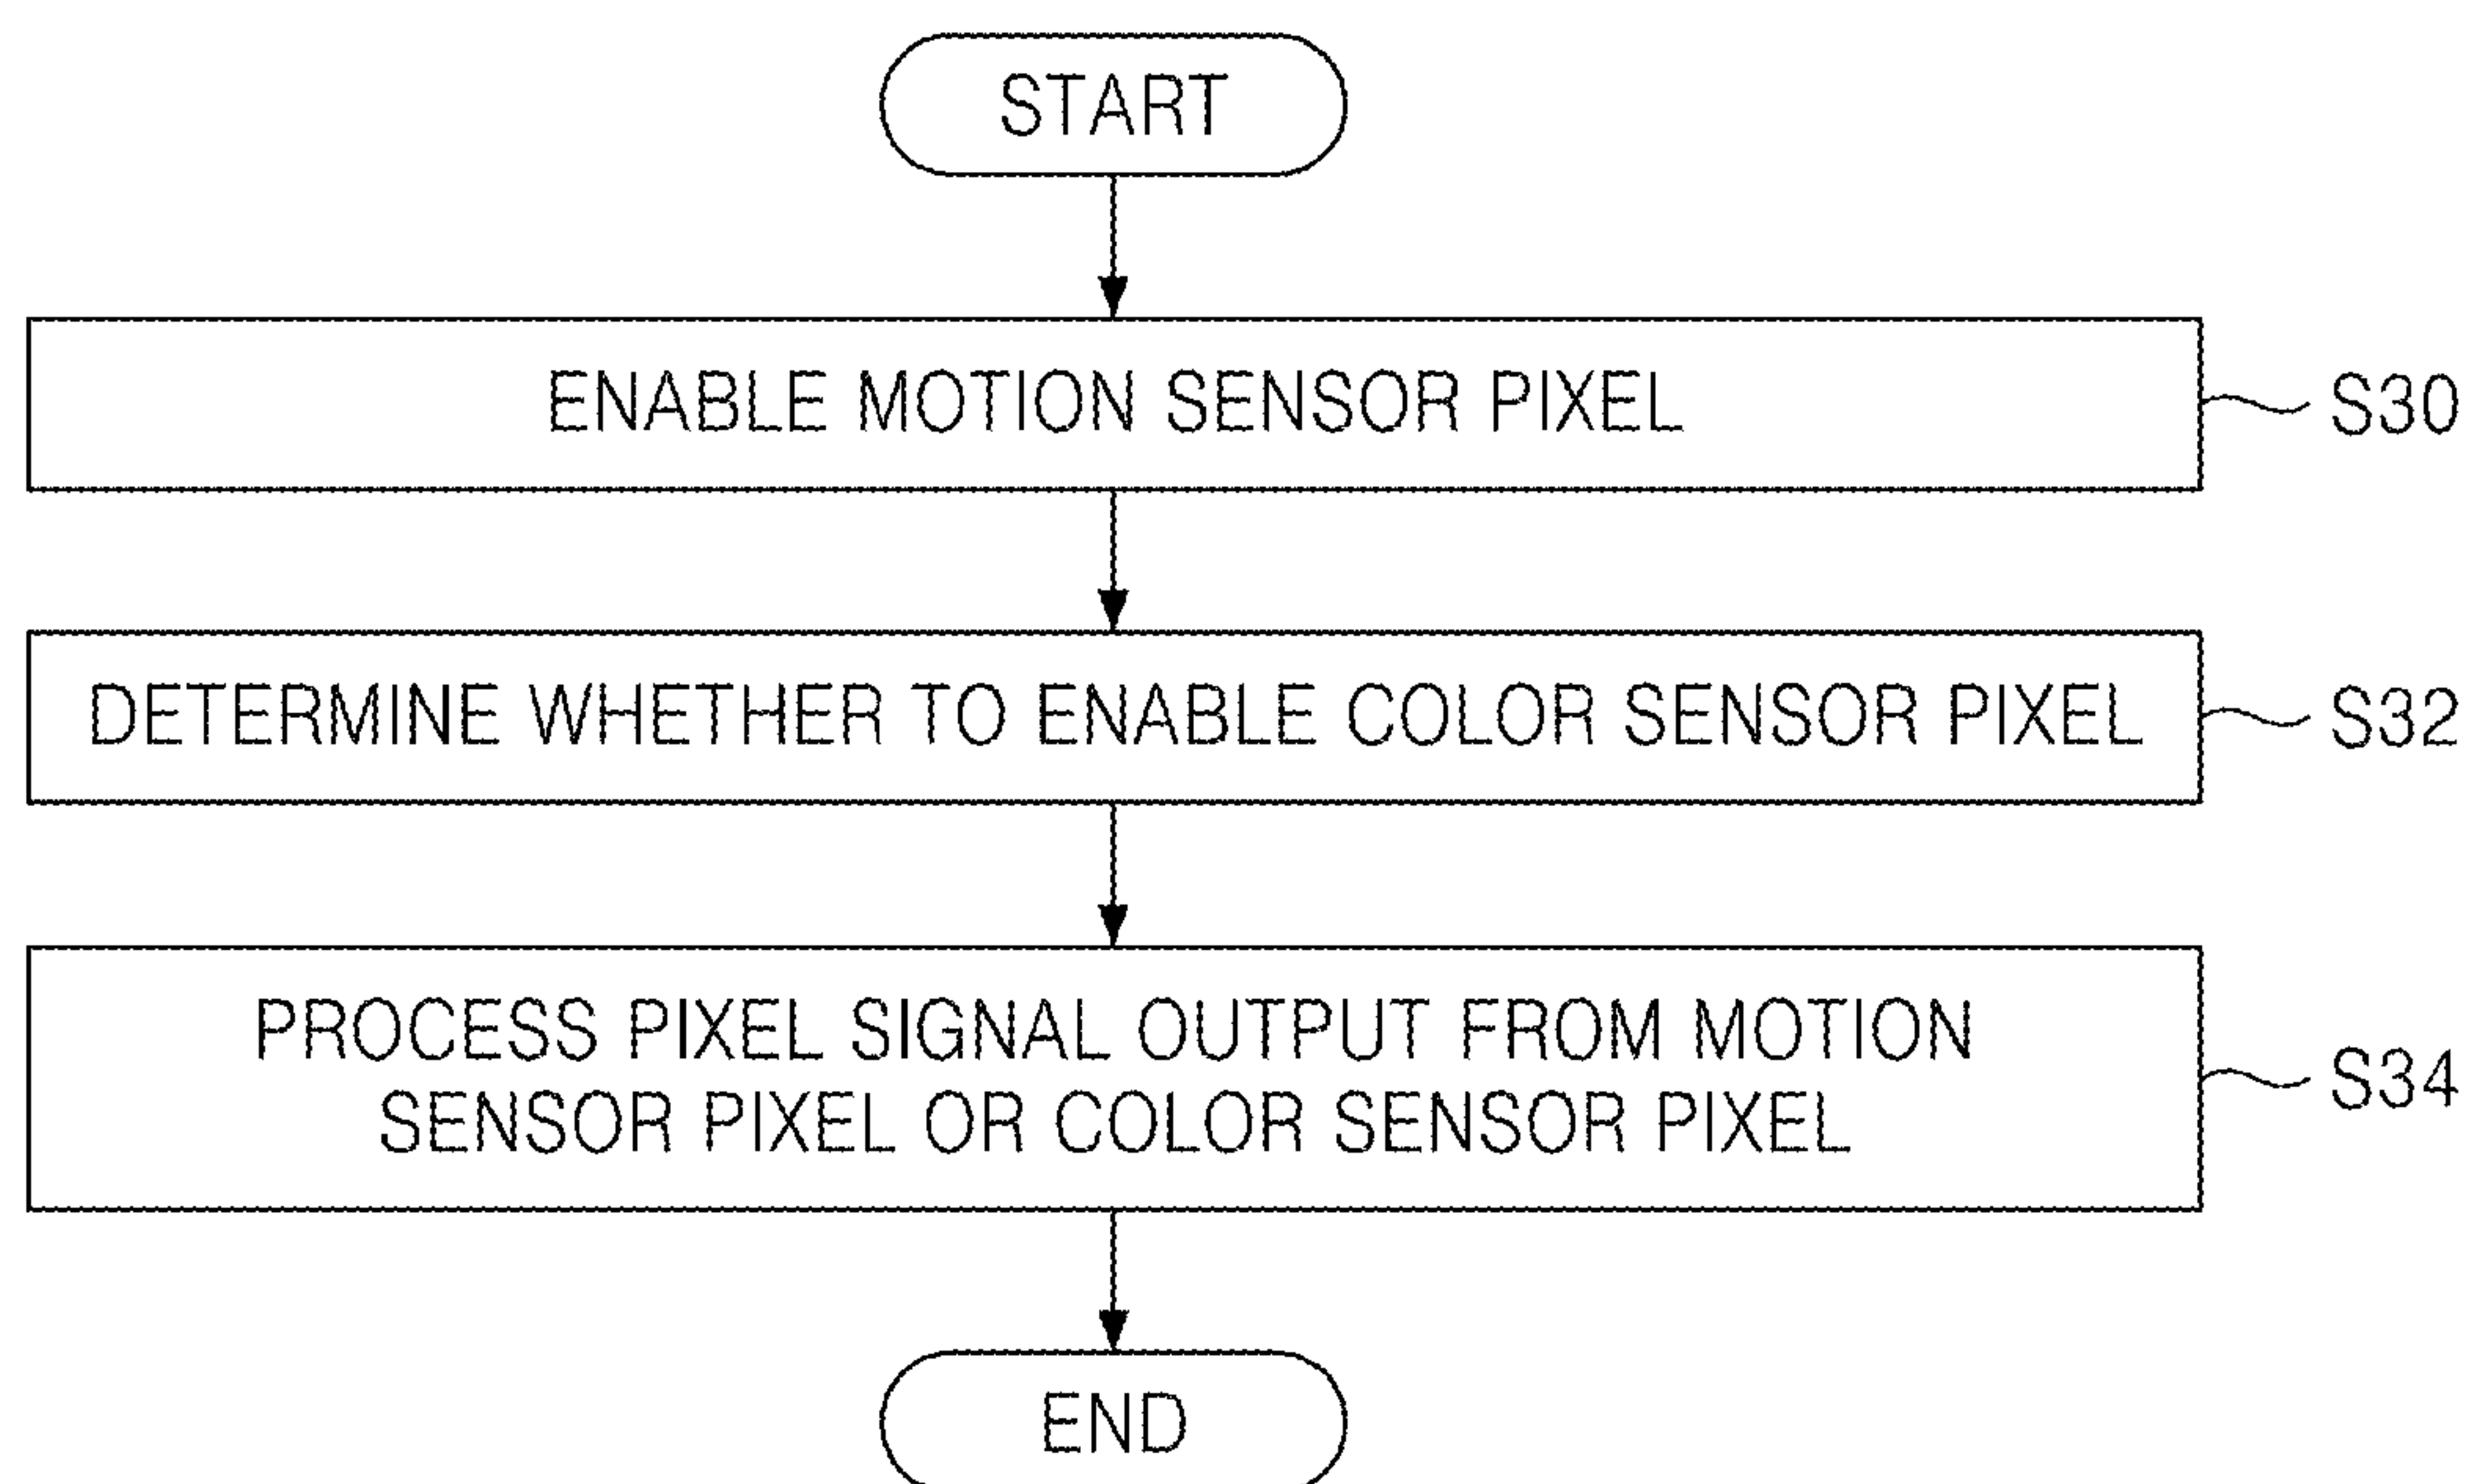 START
ENABLE MOTION SENSOR PIXEL
S30
DETERMINE WHETHER TO ENABLE COLOR SENSOR PIXEL
S32
PROCESS PIXEL SIGNAL OUTPUT FROM MOTION
SENSOR PIXEL OR COLOR SENSOR PIXEL
S34
END